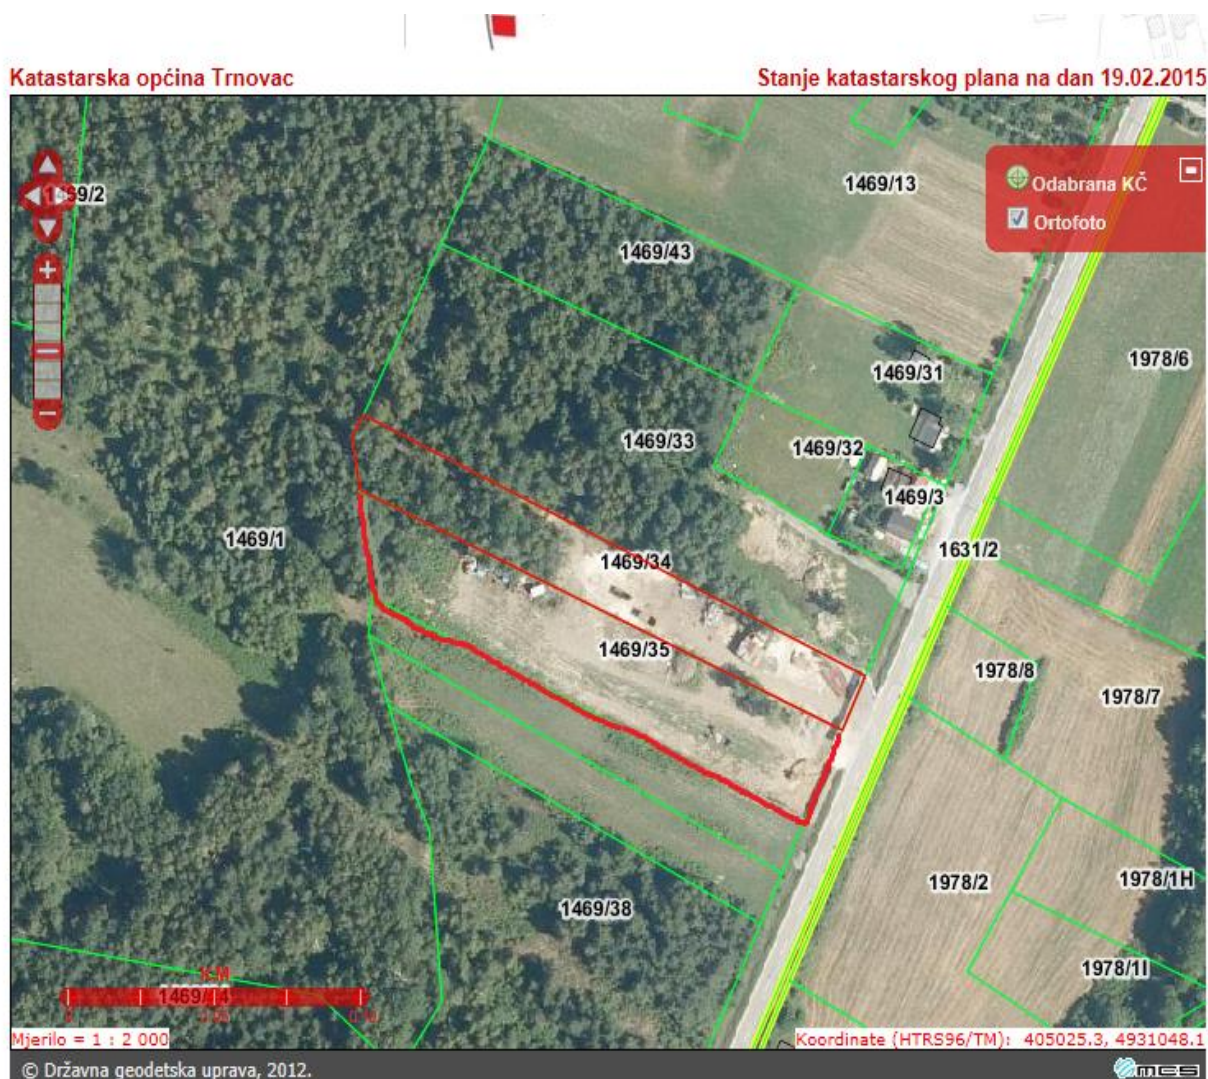 Katastarska općina Trnovac
Stanje katastarskog plana na dan 19.02.2015
1469/2
1469/13
Odabrana KČ
Ortofoto
1469/43
1978/6
1469/31
1469/33
1469/32
1469/3
1469/1
1631/2
1469/34
1469/35
1978/8
1978/7
1978/2
1978/1H
1469/38
1978/1I
KM
Mjerilo = 1 : 2 000
Koordinate (HTRS96/TM): 405025.3, 4931048.1
© Državna geodetska uprava, 2012.
mcs